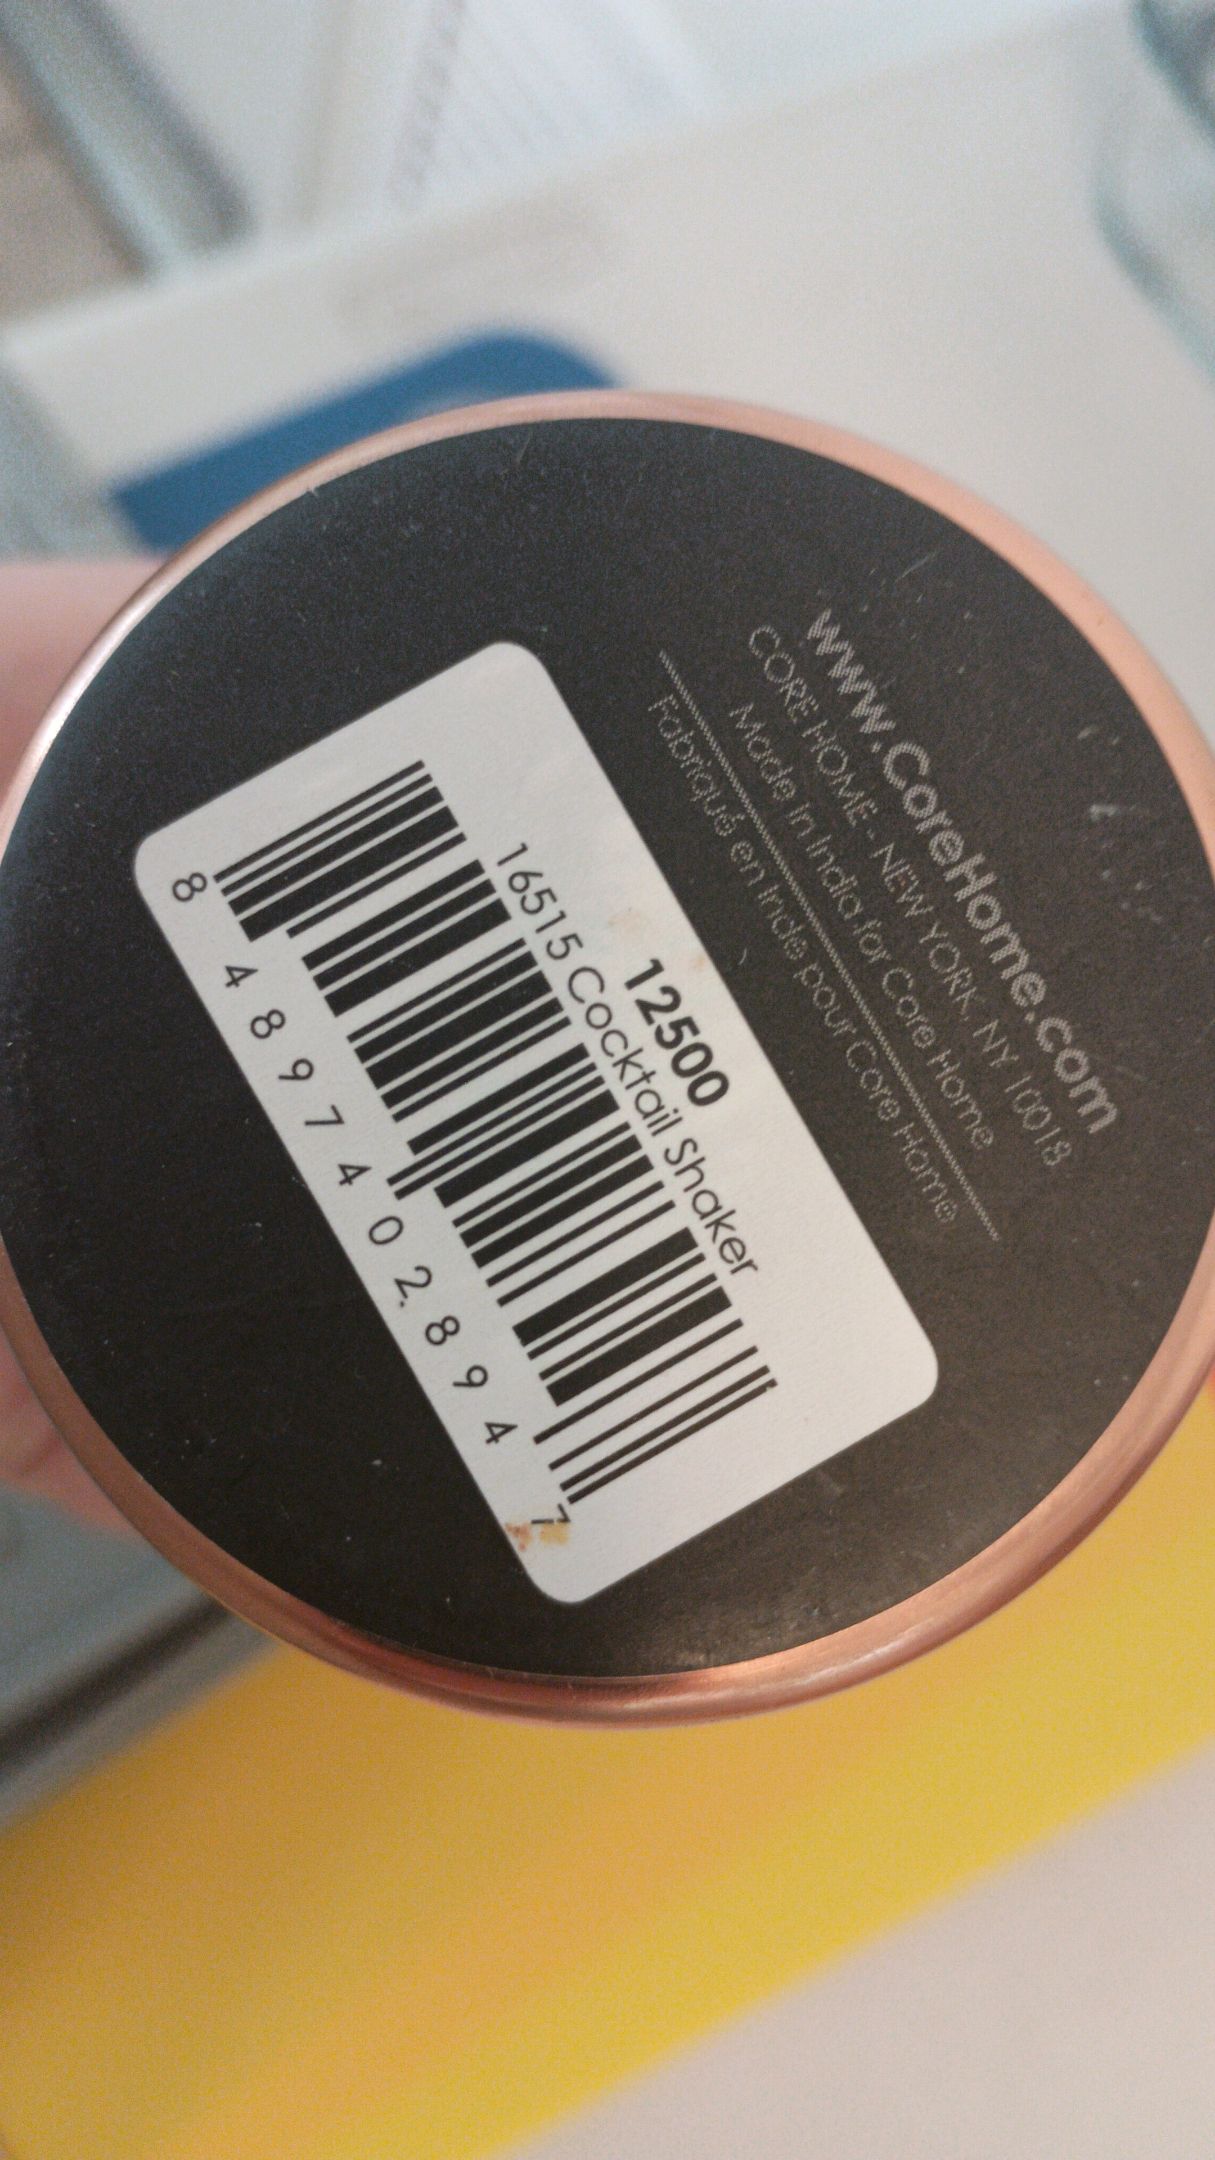 www.CoreHome.com
CORE HOME - NEW YORK, NY 10018
Made in India for Core Home
Fabriqué en Inde pour Core Home
12500
16515 Cocktail Shaker
8 48974 02894 7